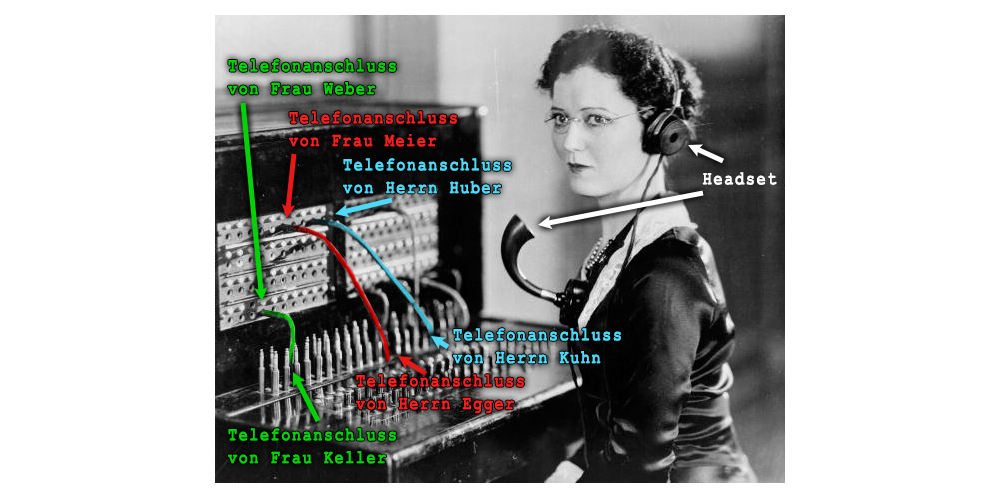 Telefonanschluss
von Frau Weber
Telefonanschluss
von Frau Meier
Telefonanschluss
von Herrn Huber
Headset
Telefonanschluss
von Herrn Kuhn
Telefonanschluss
von Herrn Egger
Telefonanschluss
von Frau Keller